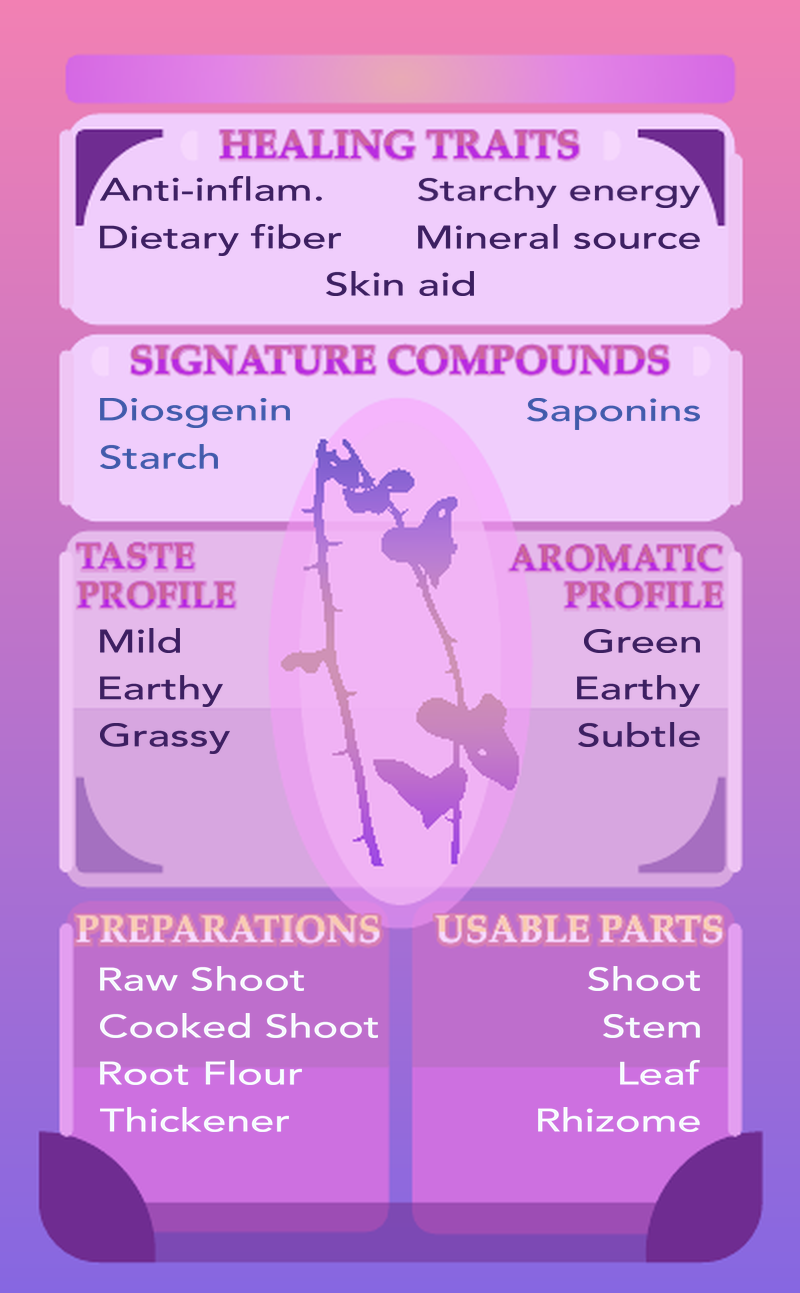 HEALING TRAITS
Anti-inflam.
Starchy energy
Dietary fiber
Mineral source
Skin aid
SIGNATURE COMPOUNDS
Diosgenin
Saponins
Starch
TASTE
PROFILE
Mild
Earthy
Grassy
AROMATIC
PROFILE
Green
Earthy
Subtle
PREPARATIONS
Raw Shoot
Cooked Shoot
Root Flour
Thickener
USABLE PARTS
Shoot
Stem
Leaf
Rhizome